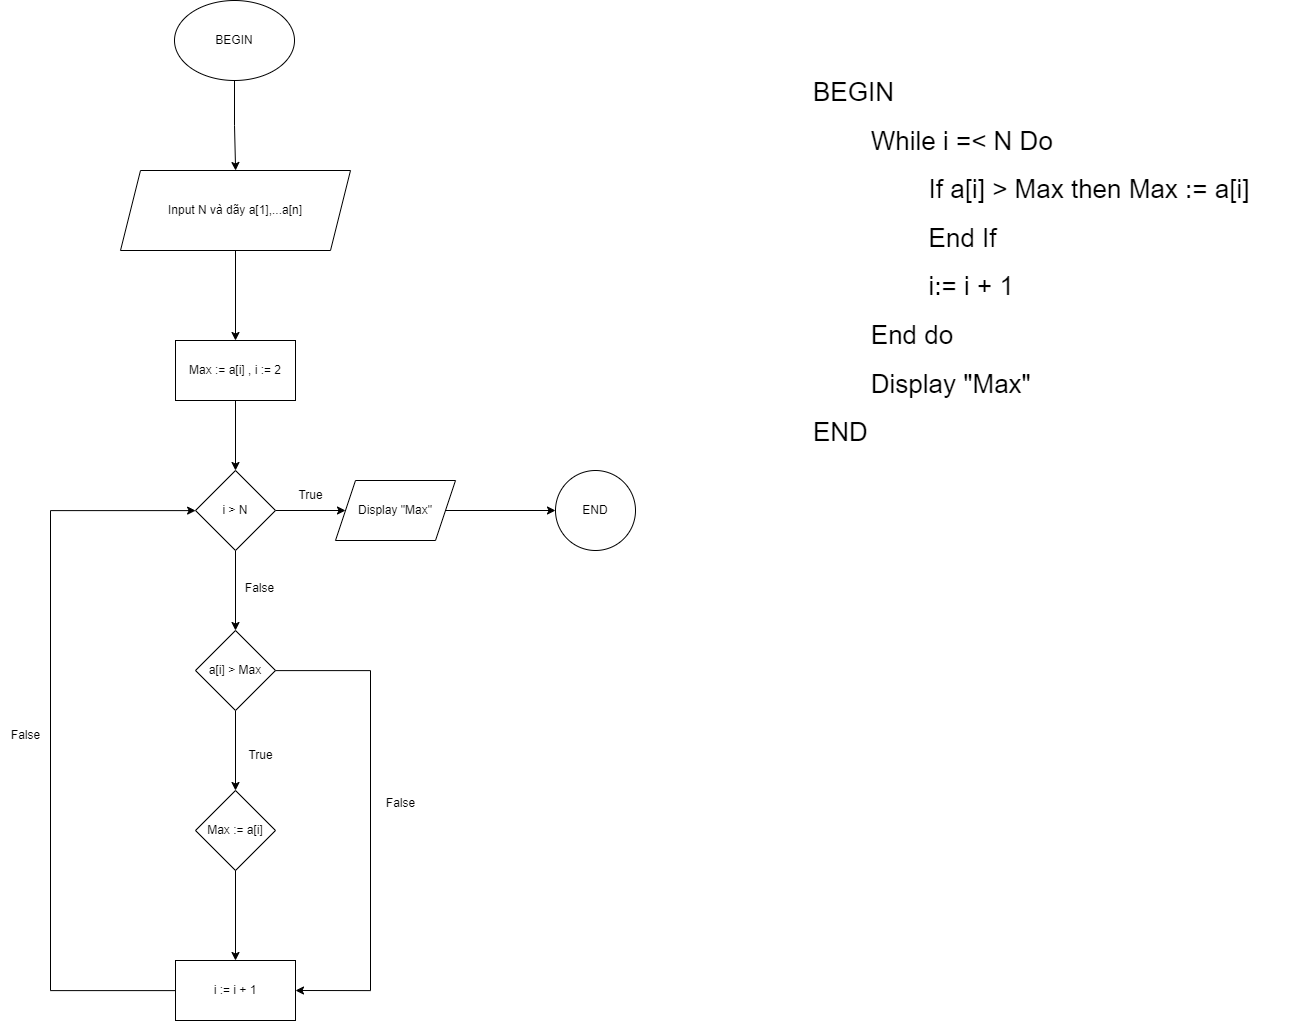 BEGIN
Input N và dãy a[1],...a[n]
Max := a[i] , i := 2
i > N
True
Display "Max"
END
False
a[i] > Max
True
False
False
Max := a[i]
i := i + 1
BEGIN
While i =< N Do
If a[i] > Max then Max := a[i]
End If
i:= i + 1
End do
Display "Max"
END